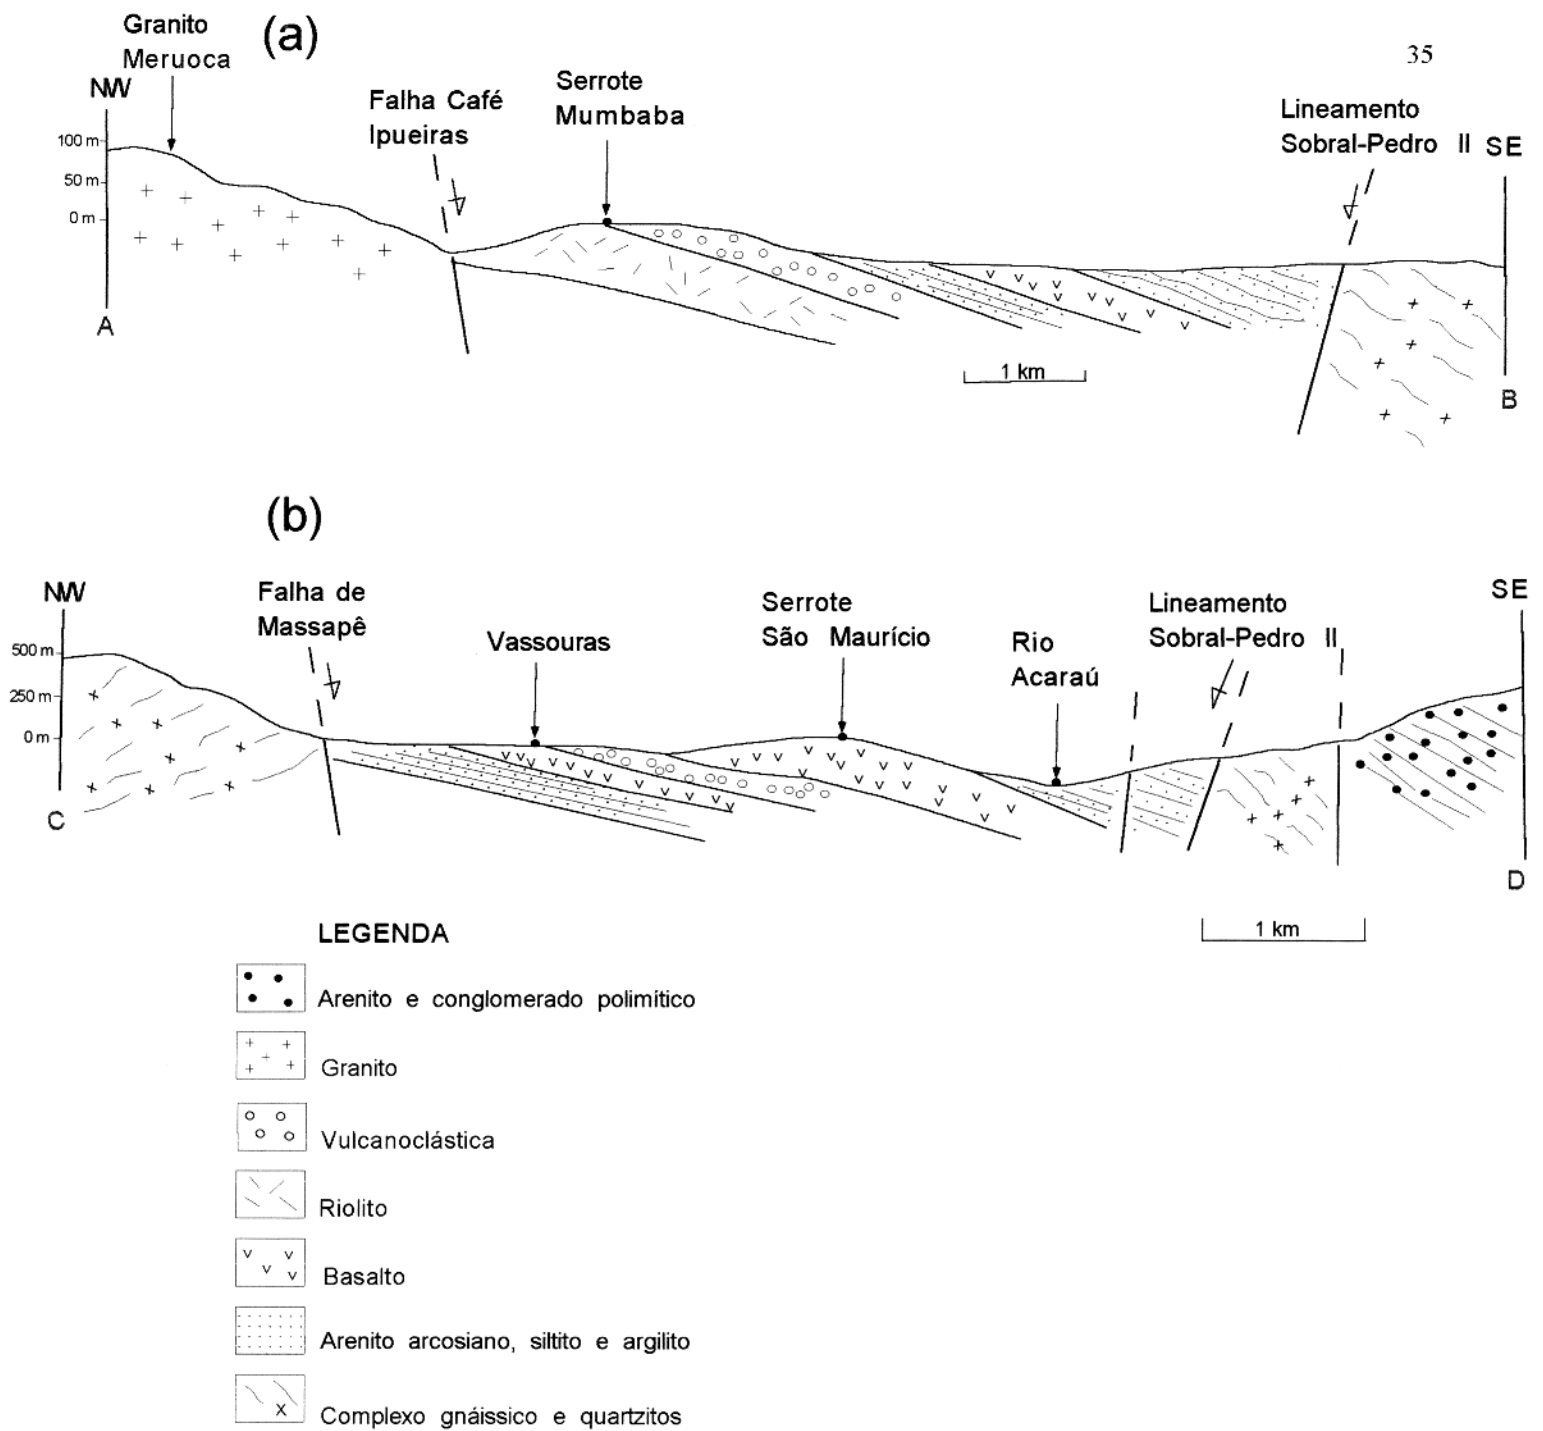 35
(a)
Granito
Meruoca
NW
100 m
50 m
0 m
A
Falha Café
Ipueiras
Serrote
Mumbaba
Lineamento
Sobral-Pedro II
SE
1 km
B
(b)
NW
500 m
250 m
0 m
C
Falha de
Massapê
Vassouras
Serrote
São Maurício
Rio
Acaraú
Lineamento
Sobral-Pedro II
SE
D
1 km
LEGENDA
Arenito e conglomerado polimítico
Granito
Vulcanoclástica
Riolito
Basalto
Arenito arcosiano, siltito e argilito
Complexo gnáissico e quartzitos